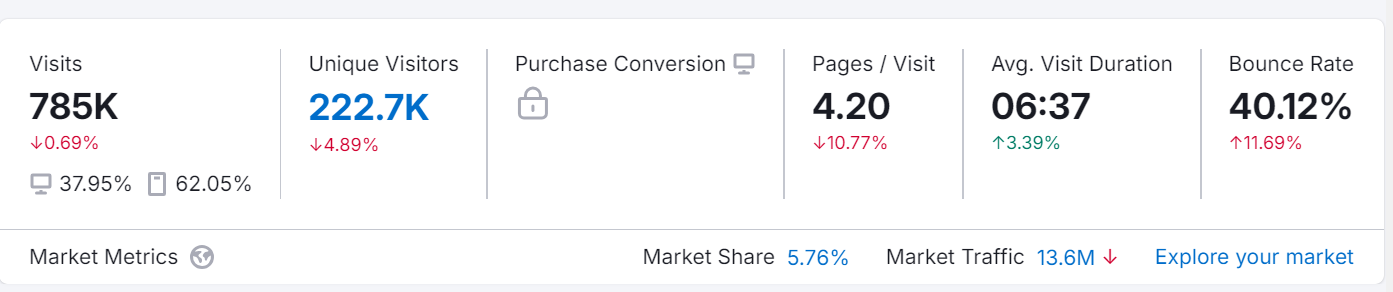 Visits
785K
↓0.69%
37.95% 62.05%
Unique Visitors
222.7K
↓4.89%
Purchase Conversion
Pages / Visit
4.20
↓10.77%
Avg. Visit Duration
06:37
↑3.39%
Bounce Rate
40.12%
↑11.69%
Market Metrics
Market Share 5.76%
Market Traffic 13.6M ↓
Explore your market